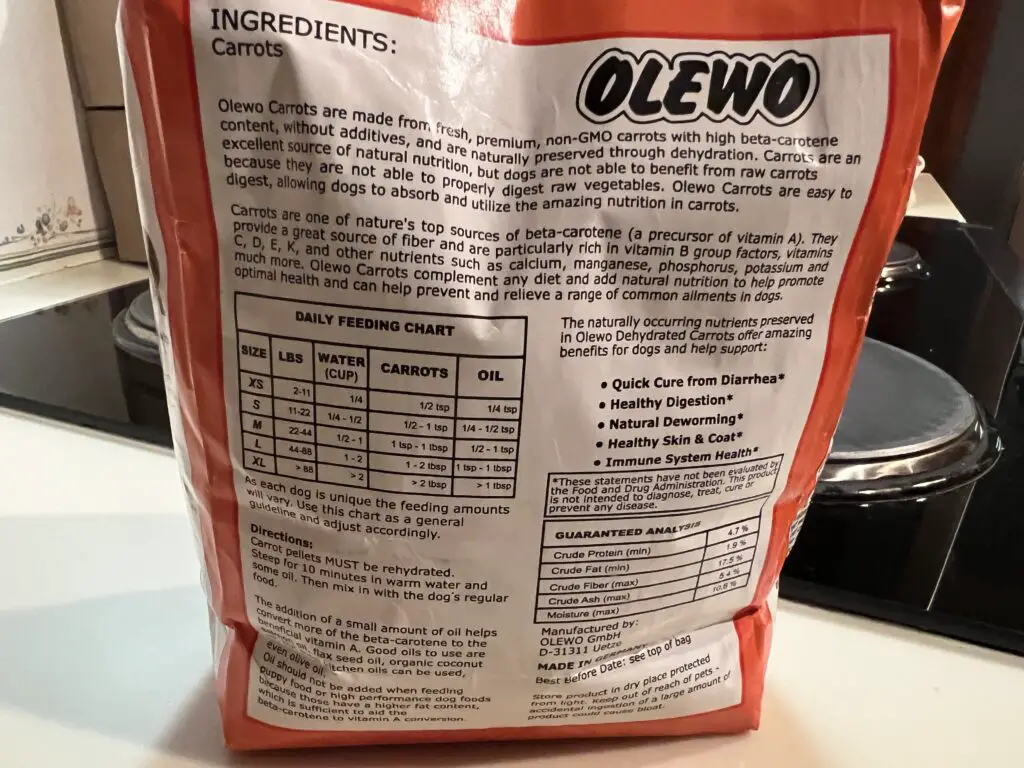 INGREDIENTS:
Carrots
OLEWO
Olewo Carrots are made from fresh, premium, non-GMO carrots with high beta-carotene
content, without additives, and are naturally preserved through dehydration. Carrots are an
excellent source of natural nutrition, but dogs are not able to benefit from raw carrots
because they are not able to properly digest raw vegetables. Olewo Carrots are easy to
digest, allowing dogs to absorb and utilize the amazing nutrition in carrots.
Carrots are one of nature's top sources of beta-carotene (a precursor of vitamin A). They
provide a great source of fiber and are particularly rich in vitamin B group factors, vitamins
C, D, E, K, and other nutrients such as calcium, manganese, phosphorus, potassium and
much more. Olewo Carrots complement any diet and add natural nutrition to help promote
optimal health and can help prevent and relieve a range of common ailments in dogs.
DAILY FEEDING CHART
SIZE LBS WATER (CUP) CARROTS OIL
XS 2-11 1/4 1/2 tsp 1/4 tsp
S 11-22 1/4 - 1/2 1/2 - 1 tsp 1/4 - 1/2 tsp
M 22-44 1/2 - 1 1 tsp - 1 tbsp 1/2 - 1 tsp
L 44-88 1 - 2 1 - 2 tbsp 1 tsp - 1 tbsp
XL > 88 > 2 > 2 tbsp > 1 tbsp
As each dog is unique the feeding amounts
will vary. Use this chart as a general
guideline and adjust accordingly.
Directions:
Carrot pellets MUST be rehydrated.
Steep for 10 minutes in warm water and
some oil. Then mix in with the dog's regular
food.
The addition of a small amount of oil helps
convert more of the beta-carotene to the
beneficial vitamin A. Good oils to use are
oil, flax seed oil, organic coconut
even olive oil. kitchen oils can be used,
Oil should not be added when feeding
puppy food or high performance dog foods
because those have a higher fat content,
which is sufficient to aid the
beta-carotene to vitamin A conversion.
The naturally occurring nutrients preserved
in Olewo Dehydrated Carrots offer amazing
benefits for dogs and help support:
• Quick Cure from Diarrhea*
• Healthy Digestion*
• Natural Deworming*
• Healthy Skin & Coat*
• Immune System Health*
*These statements have not been evaluated by
the Food and Drug Administration. This product
is not intended to diagnose, treat, cure or
prevent any disease.
GUARANTEED ANALYSIS
Crude Protein (min) 4.7 %
Crude Fat (min) 1.9 %
Crude Fiber (max) 17.5 %
Crude Ash (max) 5.4 %
Moisture (max) 10.8 %
Manufactured by:
OLEWO GmbH
D-31311 Uetze
MADE IN GERMANY
Best Before Date: see top of bag
Store product in dry place protected
from light. Keep out of reach of pets -
accidental ingestion of a large amount of
product could cause bloat.